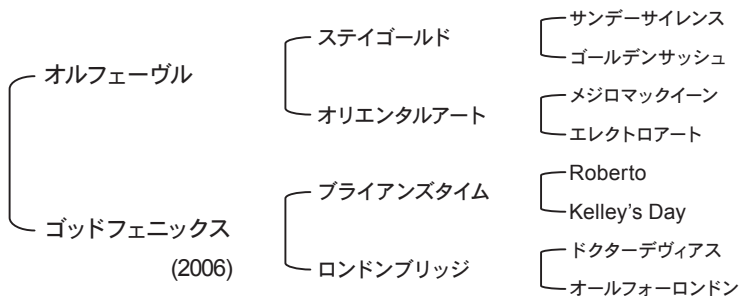 サンデーサイレンス
ステイゴールド
ゴールデンサッシュ
オルフェーヴル
メジロマックイーン
オリエンタルアート
エレクトロアート
Roberto
ブライアンズタイム
Kelley's Day
ゴッドフェニックス
(2006)
ドクターデヴィアス
ロンドンブリッジ
オールフォーロンドン